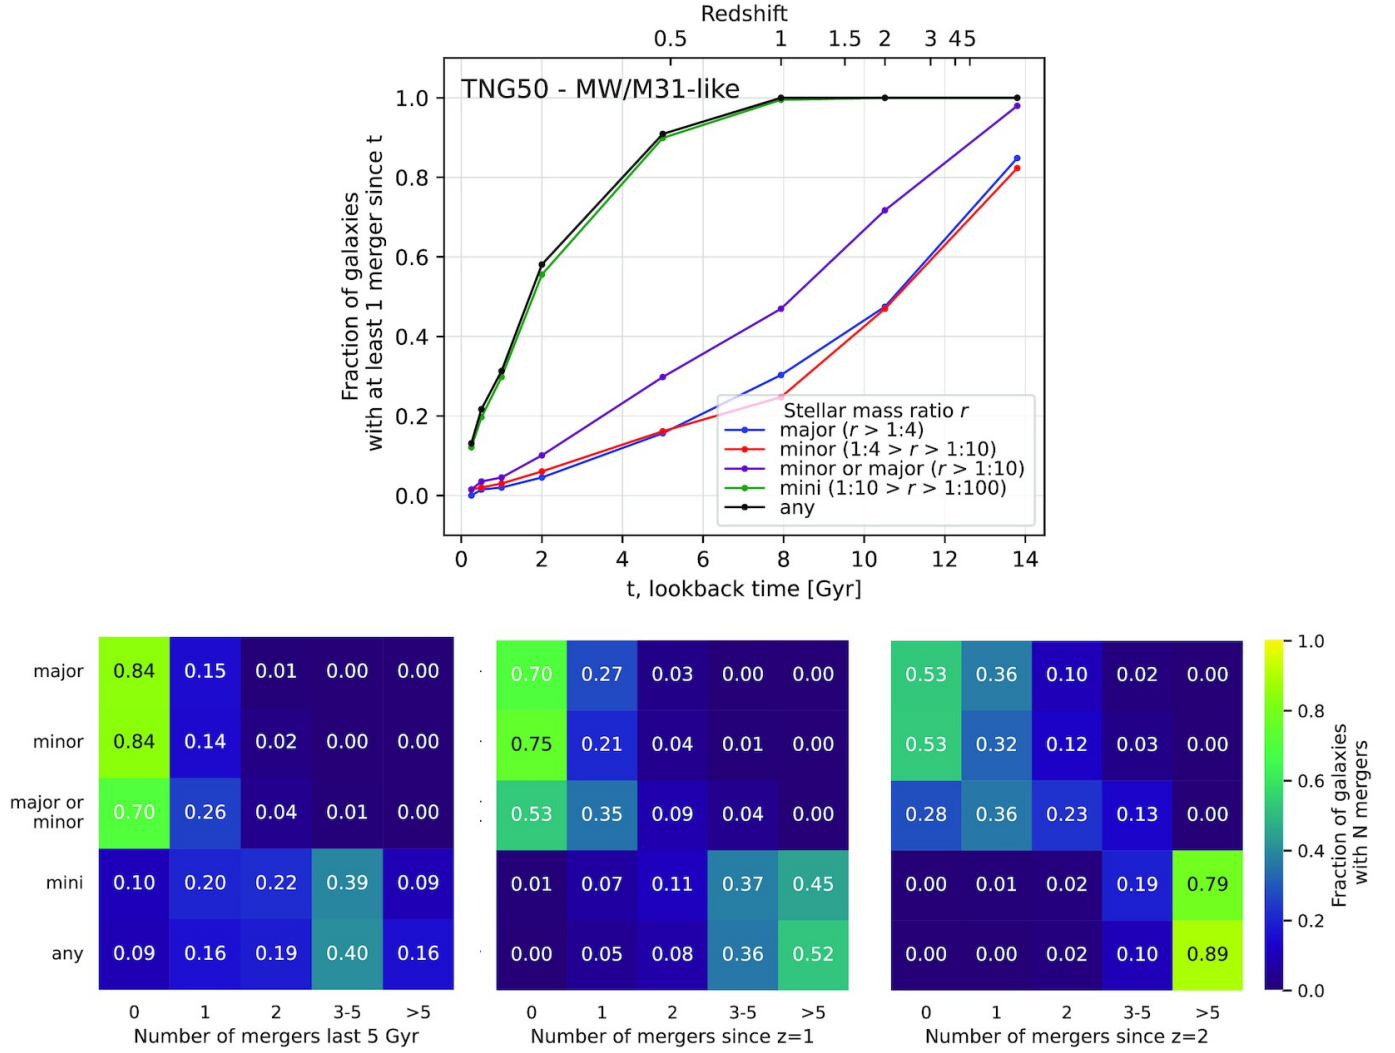 Redshift
0.5 1 1.5 2 3 4 5
TNG50 - MW/M31-like
1.0
0.8
0.6
0.4
0.2
0.0
Fraction of galaxies
with at least 1 merger since t
Stellar mass ratio r
major (r > 1:4)
minor (1:4 > r > 1:10)
minor or major (r > 1:10)
mini (1:10 > r > 1:100)
any
0 2 4 6 8 10 12 14
t, lookback time [Gyr]
major 0.84 0.15 0.01 0.00 0.00
minor 0.84 0.14 0.02 0.00 0.00
major or
minor
0.70 0.26 0.04 0.01 0.00
mini 0.10 0.20 0.22 0.39 0.09
any 0.09 0.16 0.19 0.40 0.16
0 1 2 3-5 >5
Number of mergers last 5 Gyr
0.70 0.27 0.03 0.00 0.00
0.75 0.21 0.04 0.01 0.00
0.53 0.35 0.09 0.04 0.00
0.01 0.07 0.11 0.37 0.45
0.00 0.05 0.08 0.36 0.52
0 1 2 3-5 >5
Number of mergers since z=1
0.53 0.36 0.10 0.02 0.00
0.53 0.32 0.12 0.03 0.00
0.28 0.36 0.23 0.13 0.00
0.00 0.01 0.02 0.19 0.79
0.00 0.00 0.02 0.10 0.89
0 1 2 3-5 >5
Number of mergers since z=2
1.0
0.8
0.6
0.4
0.2
0.0
Fraction of galaxies
with N mergers